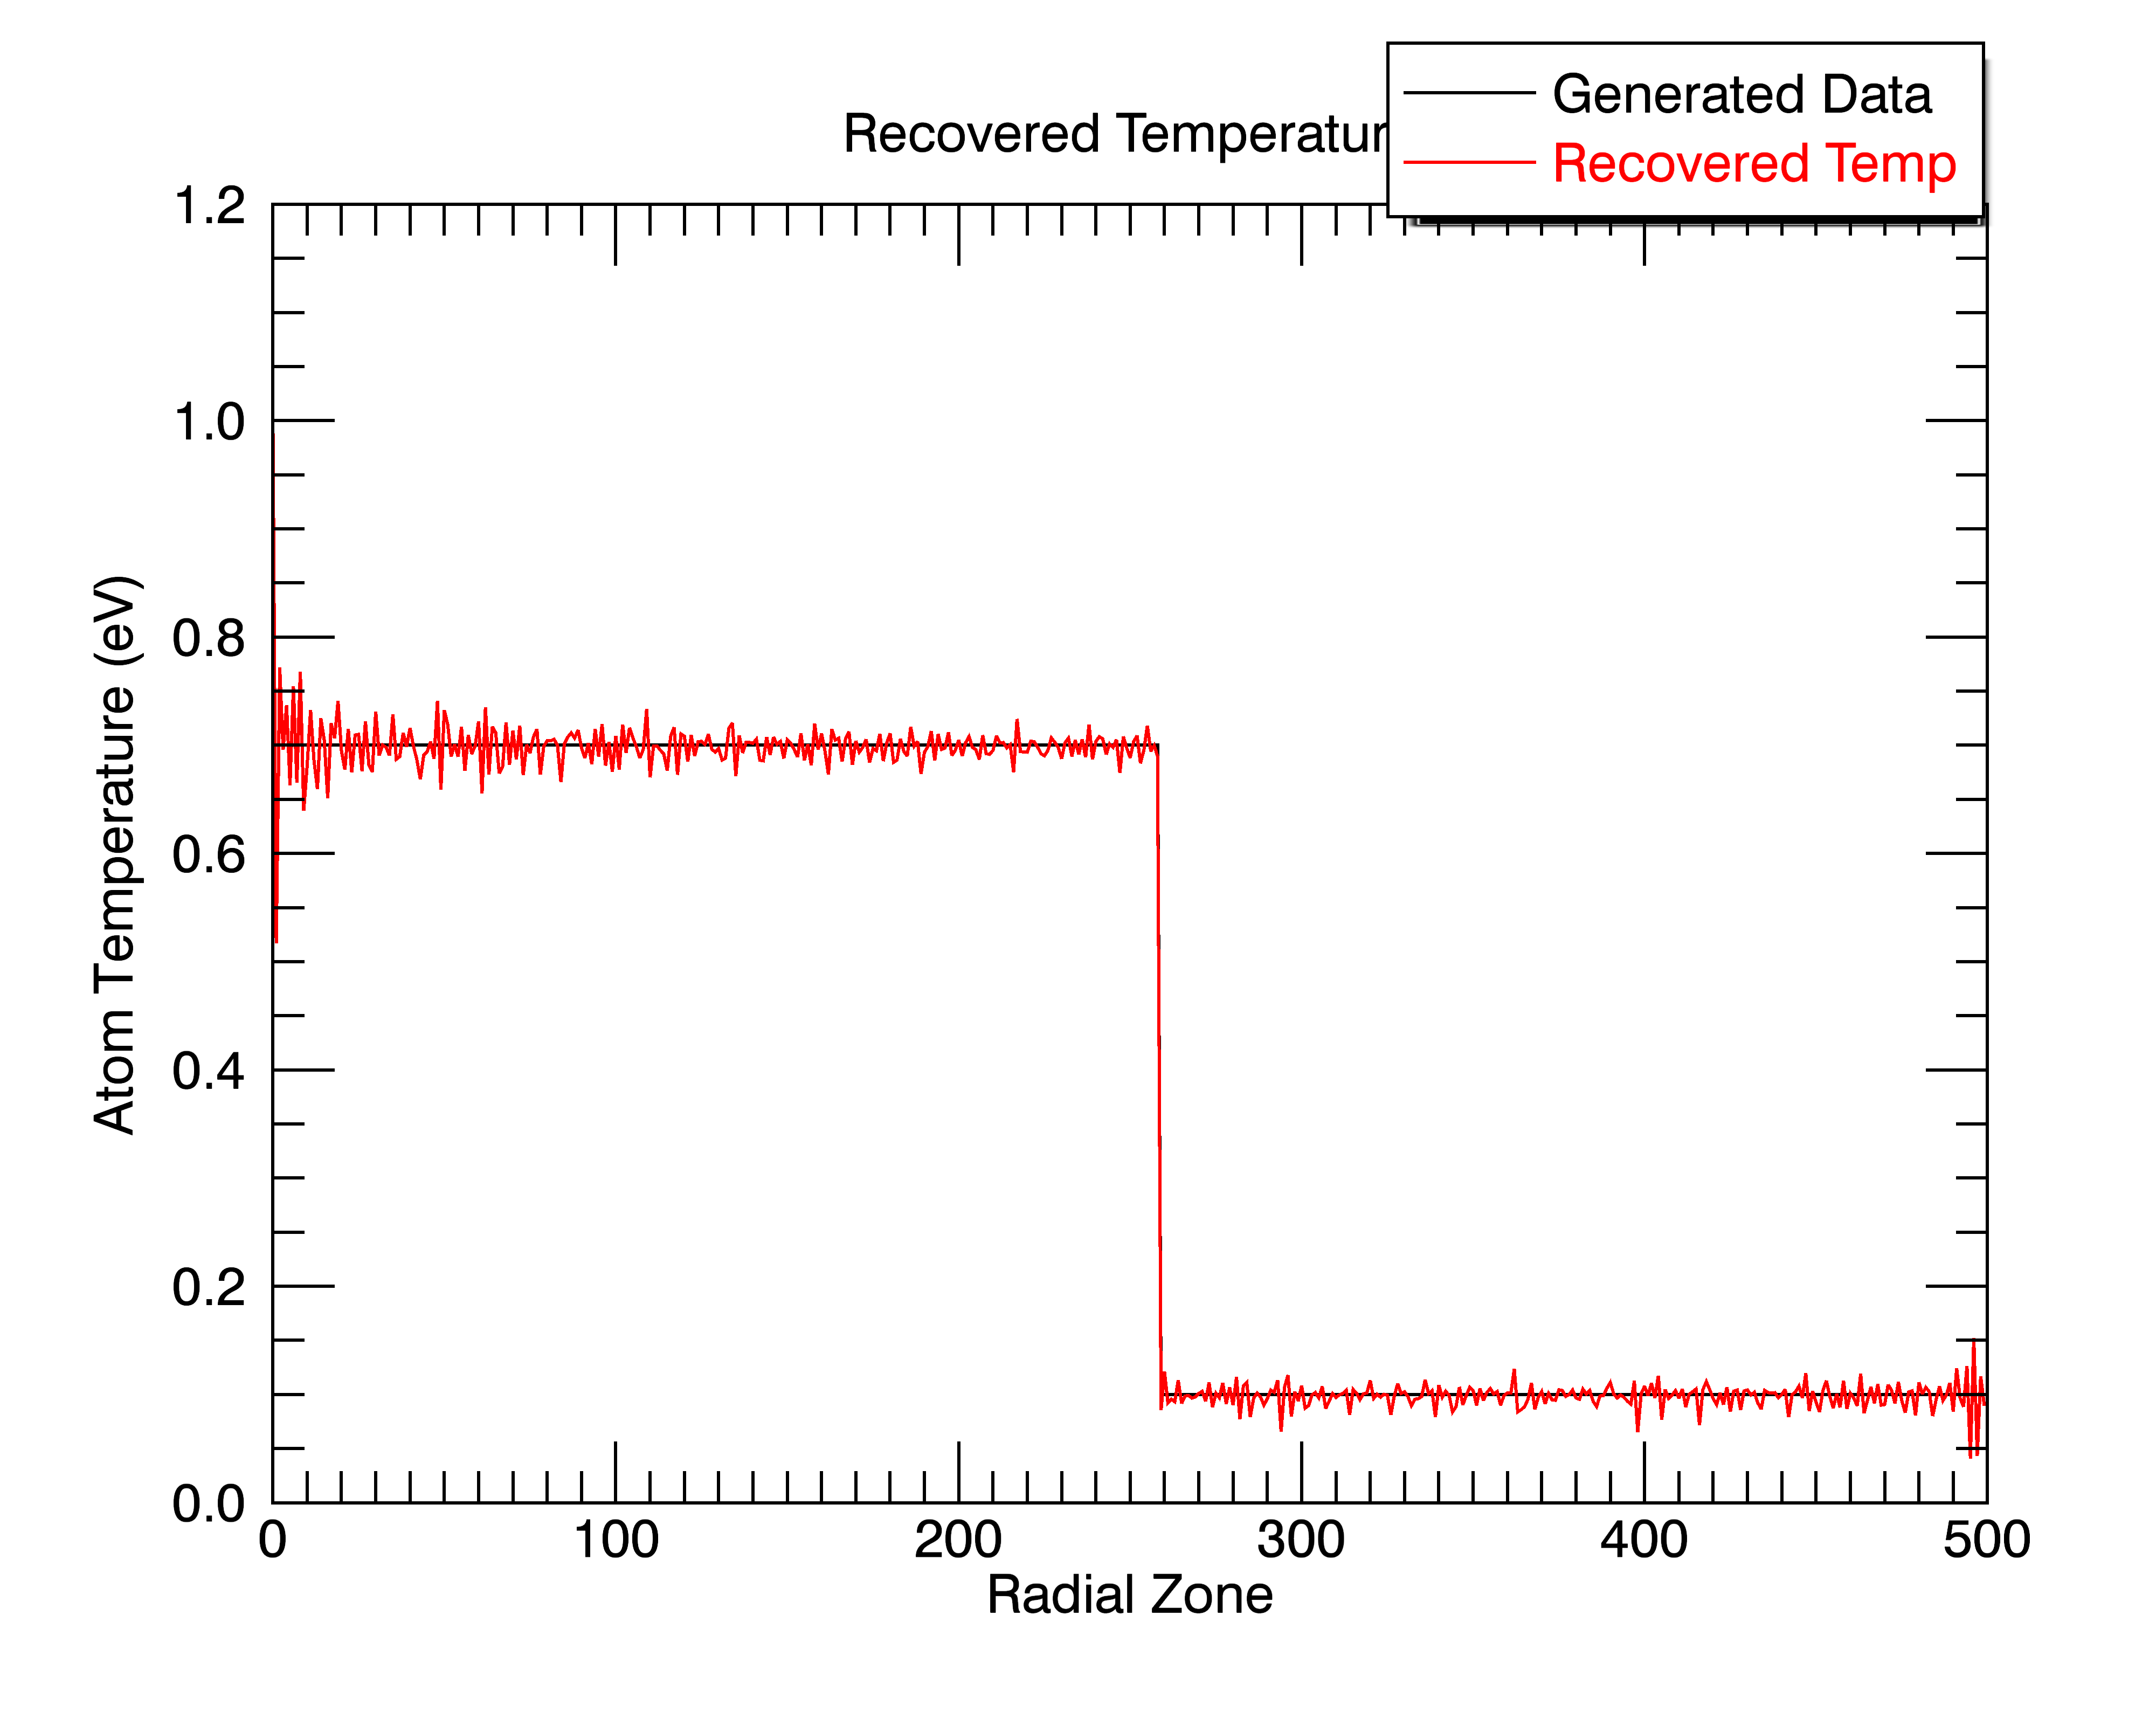 Generated Data
Recovered Temp
Recovered Temperatur
1.2
1.0
0.8
0.6
0.4
0.2
0.0
Atom Temperature (eV)
0 100 200 300 400 500
Radial Zone